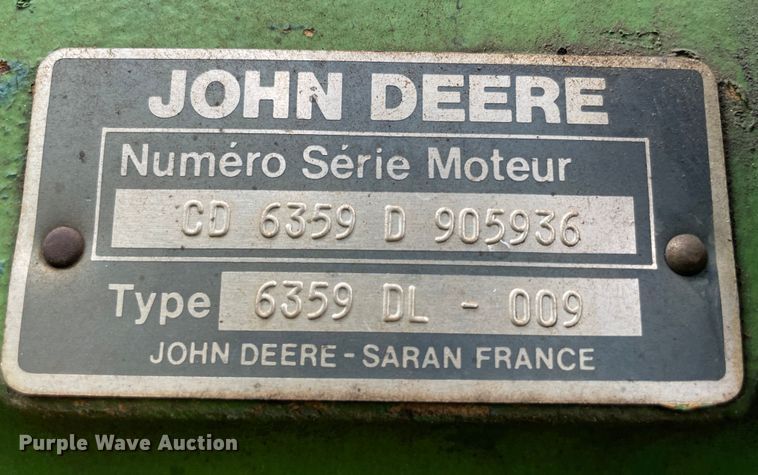 JOHN DEERE
Numéro Série Moteur
CD 6359 D 905936
Type 6359 DL - 009
JOHN DEERE - SARAN FRANCE
Purple Wave Auction